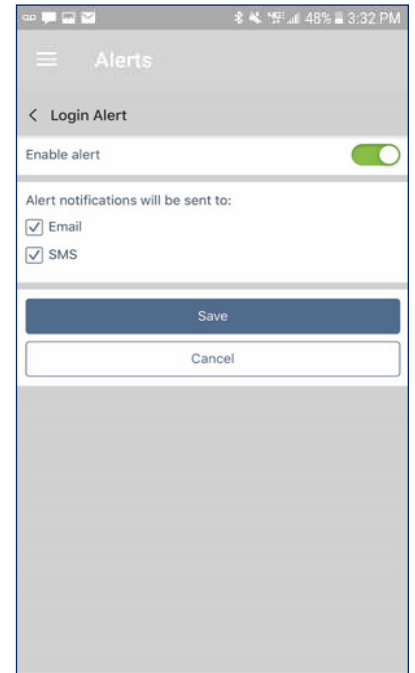 48% 3:32 PM
Alerts
Login Alert
Enable alert
Alert notifications will be sent to:
Email
SMS
Save
Cancel